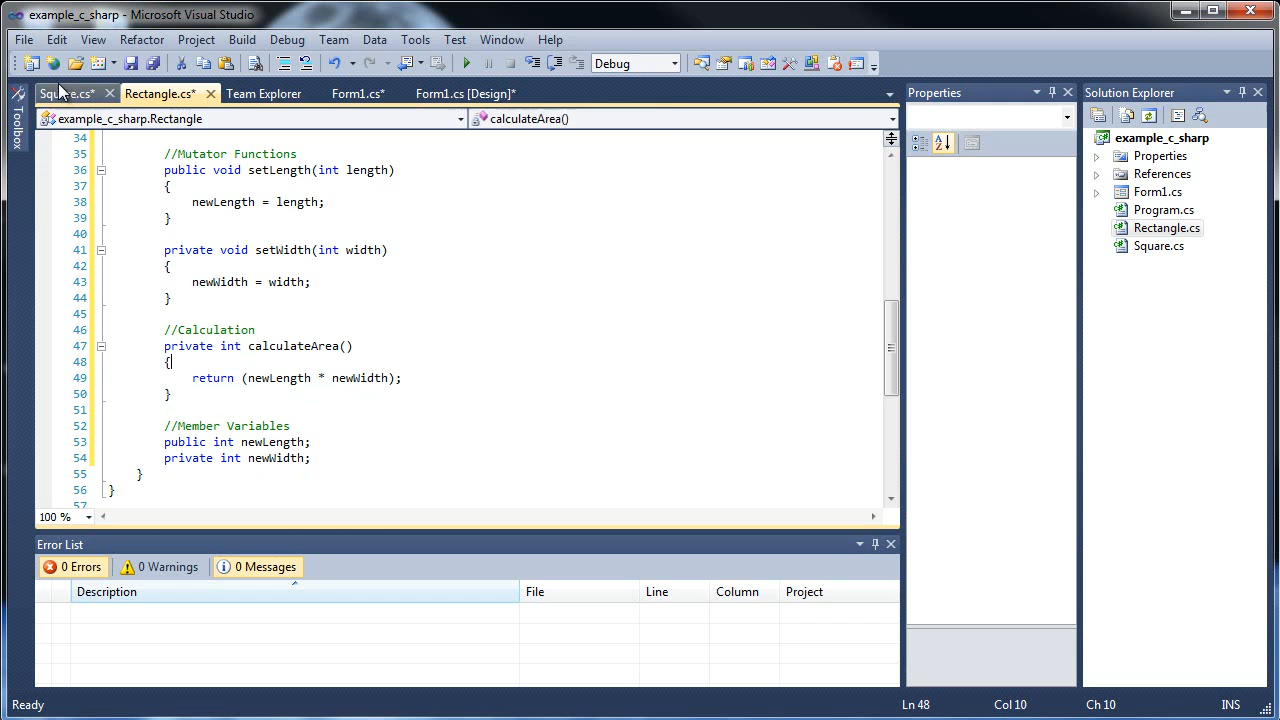 example_c_sharp - Microsoft Visual Studio
File Edit View Refactor Project Build Debug Team Data Tools Test Window Help
Debug
Square.cs* Rectangle.cs* Team Explorer Form1.cs* Form1.cs [Design]*
example_c_sharp.Rectangle calculateArea()
Toolbox
34
35 //Mutator Functions
36 public void setLength(int length)
37 {
38 newLength = length;
39 }
40
41 private void setWidth(int width)
42 {
43 newWidth = width;
44 }
45
46 //Calculation
47 private int calculateArea()
48 {
49 return (newLength * newWidth);
50 }
51
52 //Member Variables
53 public int newLength;
54 private int newWidth;
55 }
56 }
57
100 %
Error List
0 Errors 0 Warnings 0 Messages
Description File Line Column Project
Properties
Solution Explorer
example_c_sharp
Properties
References
Form1.cs
Program.cs
Rectangle.cs
Square.cs
Ready Ln 48 Col 10 Ch 10 INS